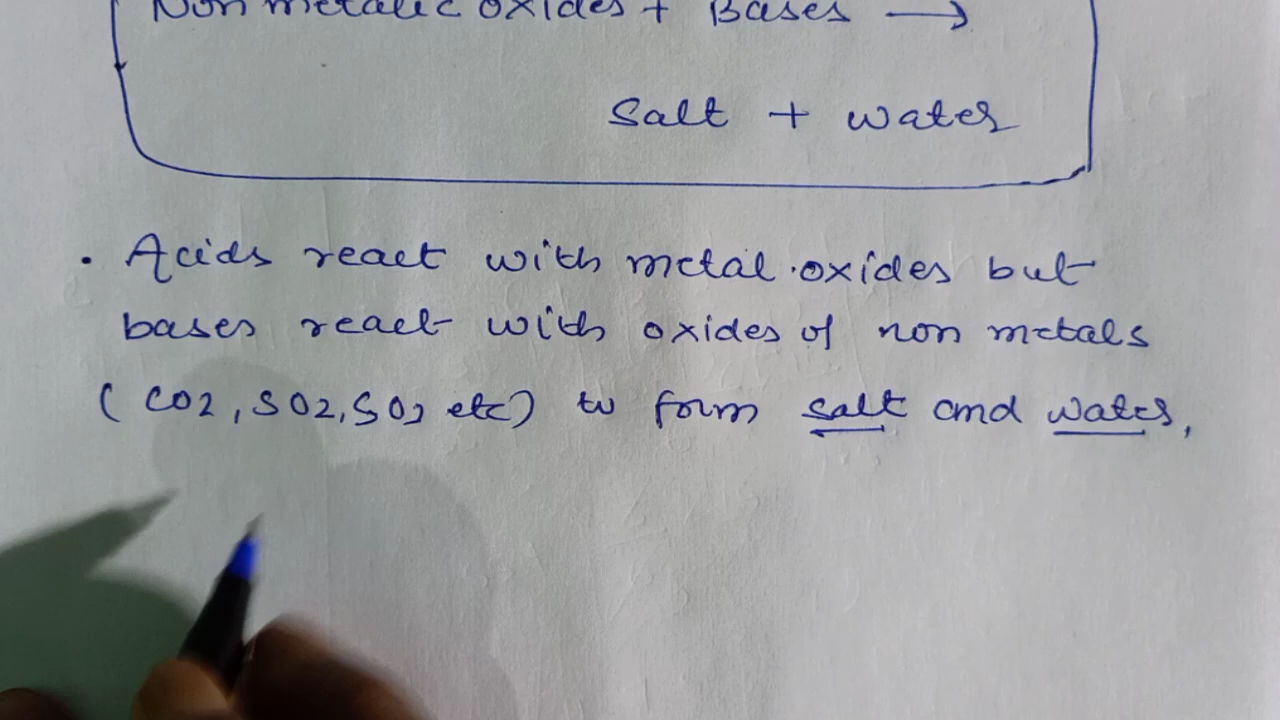 Non metalic oxides + Bases →
Salt + water
. Acids react with metal oxides but
bases react with oxides of non metals
( CO2, SO2, SO3 etc) to form salt and water,